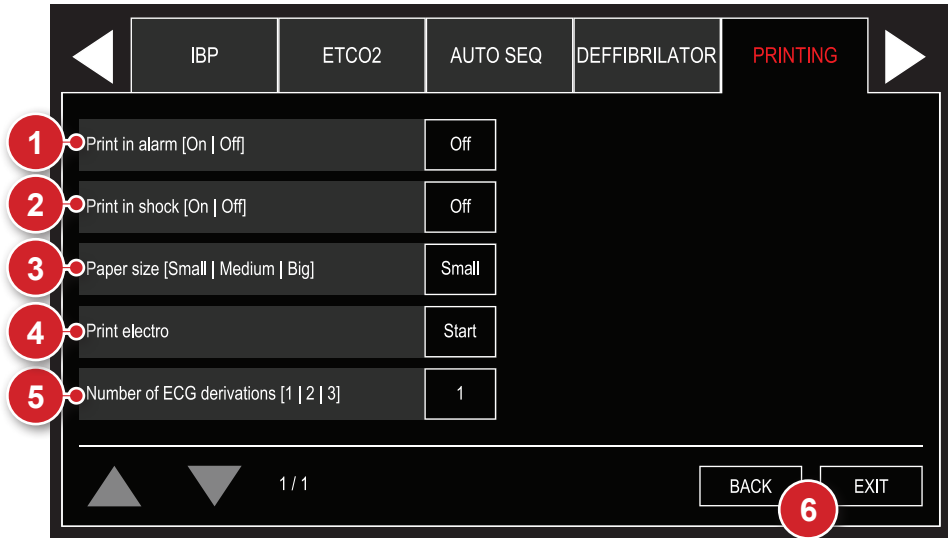 IBP ETCO2 AUTO SEQ DEFFIBRILATOR PRINTING
1 Print in alarm [On | Off] Off
2 Print in shock [On | Off] Off
3 Paper size [Small | Medium | Big] Small
4 Print electro Start
5 Number of ECG derivations [1 | 2 | 3] 1
1 / 1 BACK EXIT
6